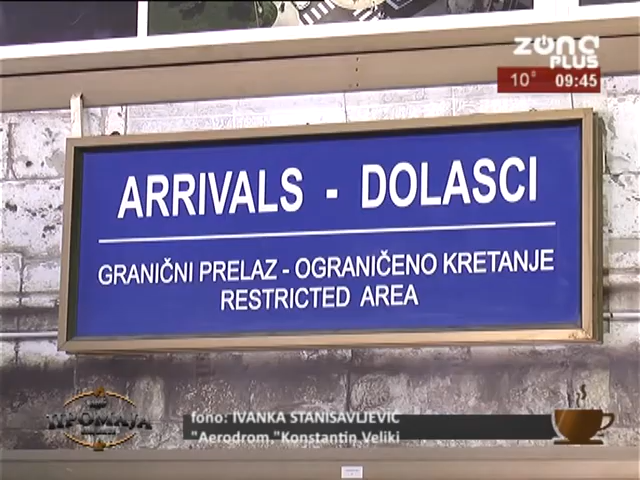 zona
PLUS
10° 09:45
ARRIVALS - DOLASCI
GRANIČNI PRELAZ - OGRANIČENO KRETANJE
RESTRICTED AREA
ПРОМАЈА
fono: IVANKA STANISAVLJEVIĆ
"Aerodrom,"Konstantin Veliki